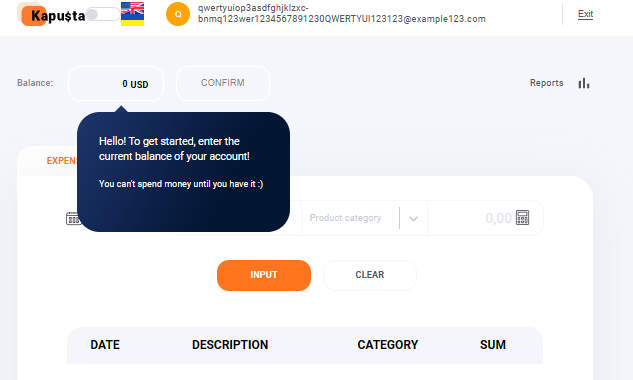 Kapu$ta
Q
qwertyuiop3asdfghjklzxc-
bnmq123wer1234567891230QWERTYUI123123@example123.com
Exit
Balance:
0 USD
CONFIRM
Reports
Hello! To get started, enter the
current balance of your account!
You can't spend money until you have it :)
EXPENS
Product category
0,00
INPUT
CLEAR
DATE
DESCRIPTION
CATEGORY
SUM